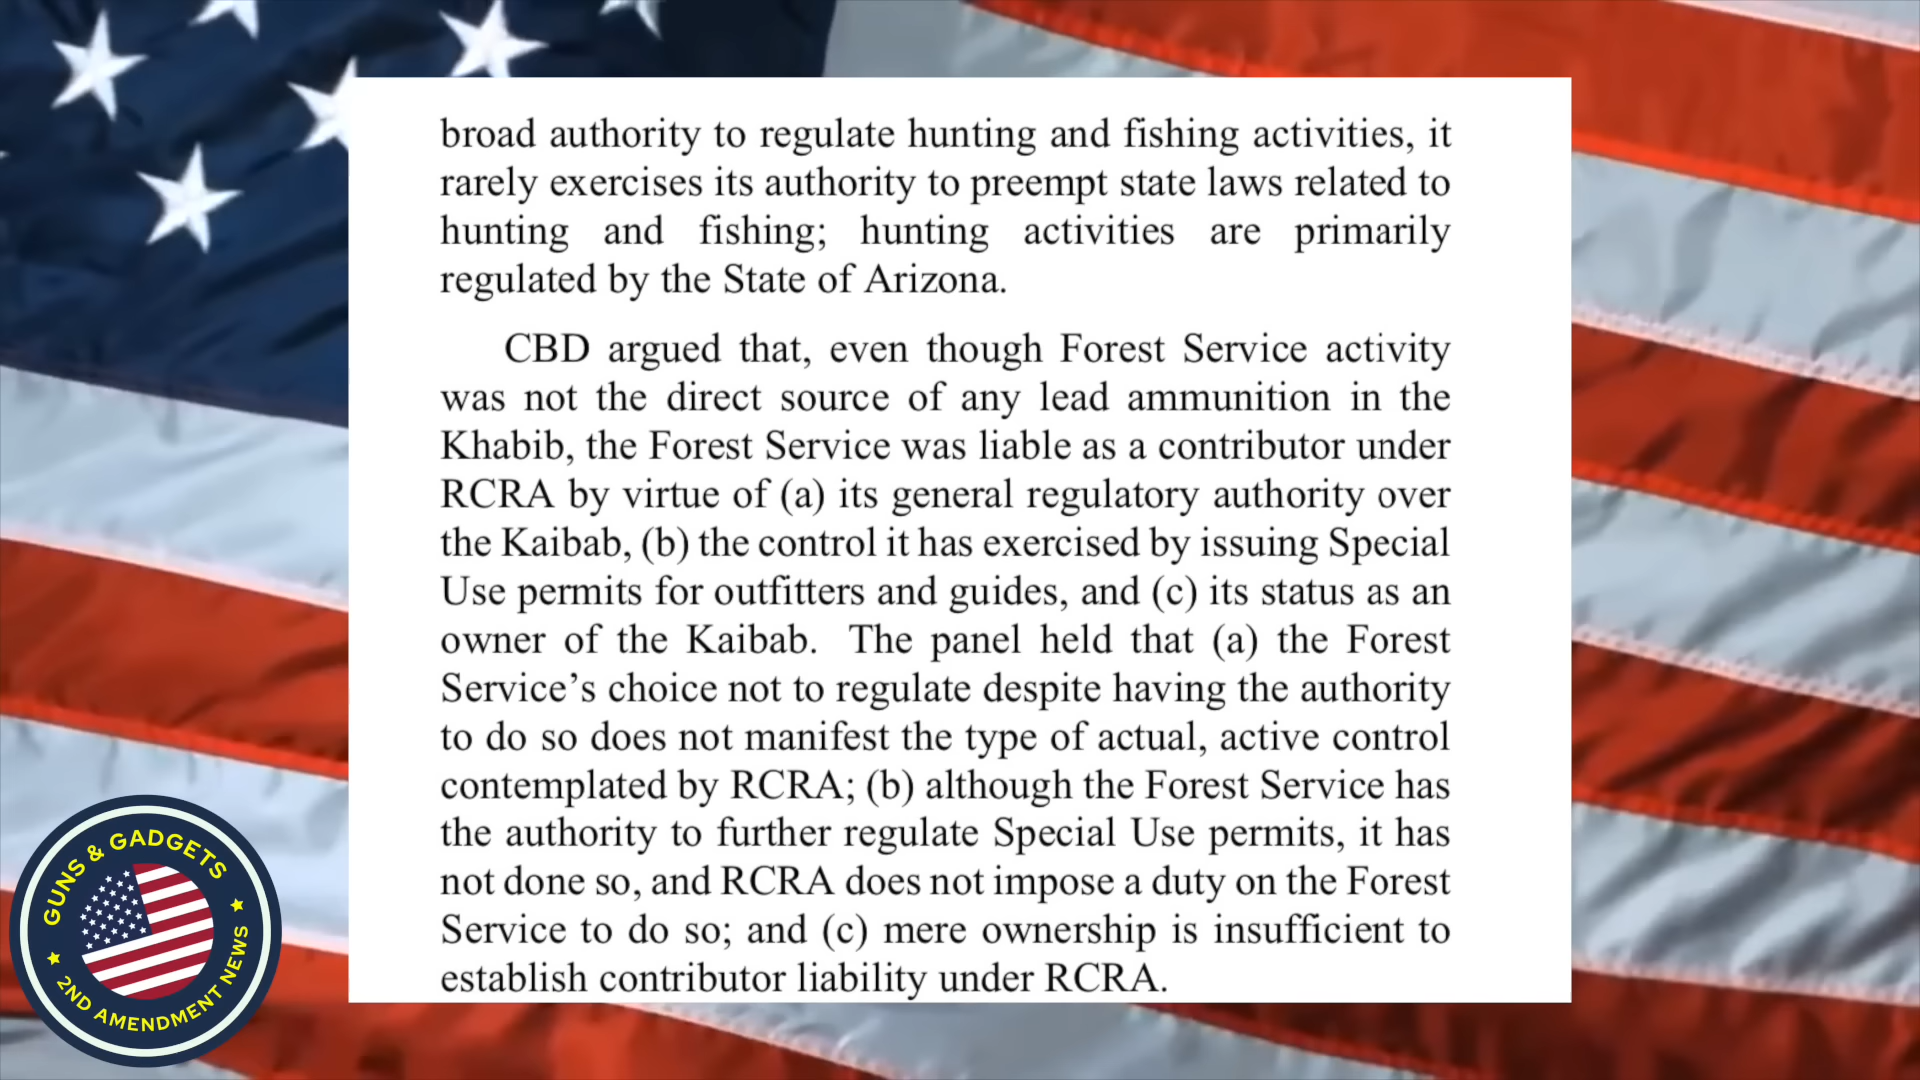 broad authority to regulate hunting and fishing activities, it
rarely exercises its authority to preempt state laws related to
hunting and fishing; hunting activities are primarily
regulated by the State of Arizona.
CBD argued that, even though Forest Service activity
was not the direct source of any lead ammunition in the
Khabib, the Forest Service was liable as a contributor under
RCRA by virtue of (a) its general regulatory authority over
the Kaibab, (b) the control it has exercised by issuing Special
Use permits for outfitters and guides, and (c) its status as an
owner of the Kaibab. The panel held that (a) the Forest
Service’s choice not to regulate despite having the authority
to do so does not manifest the type of actual, active control
contemplated by RCRA; (b) although the Forest Service has
the authority to further regulate Special Use permits, it has
not done so, and RCRA does not impose a duty on the Forest
Service to do so; and (c) mere ownership is insufficient to
establish contributor liability under RCRA.
GUNS & GADGETS
2ND AMENDMENT NEWS